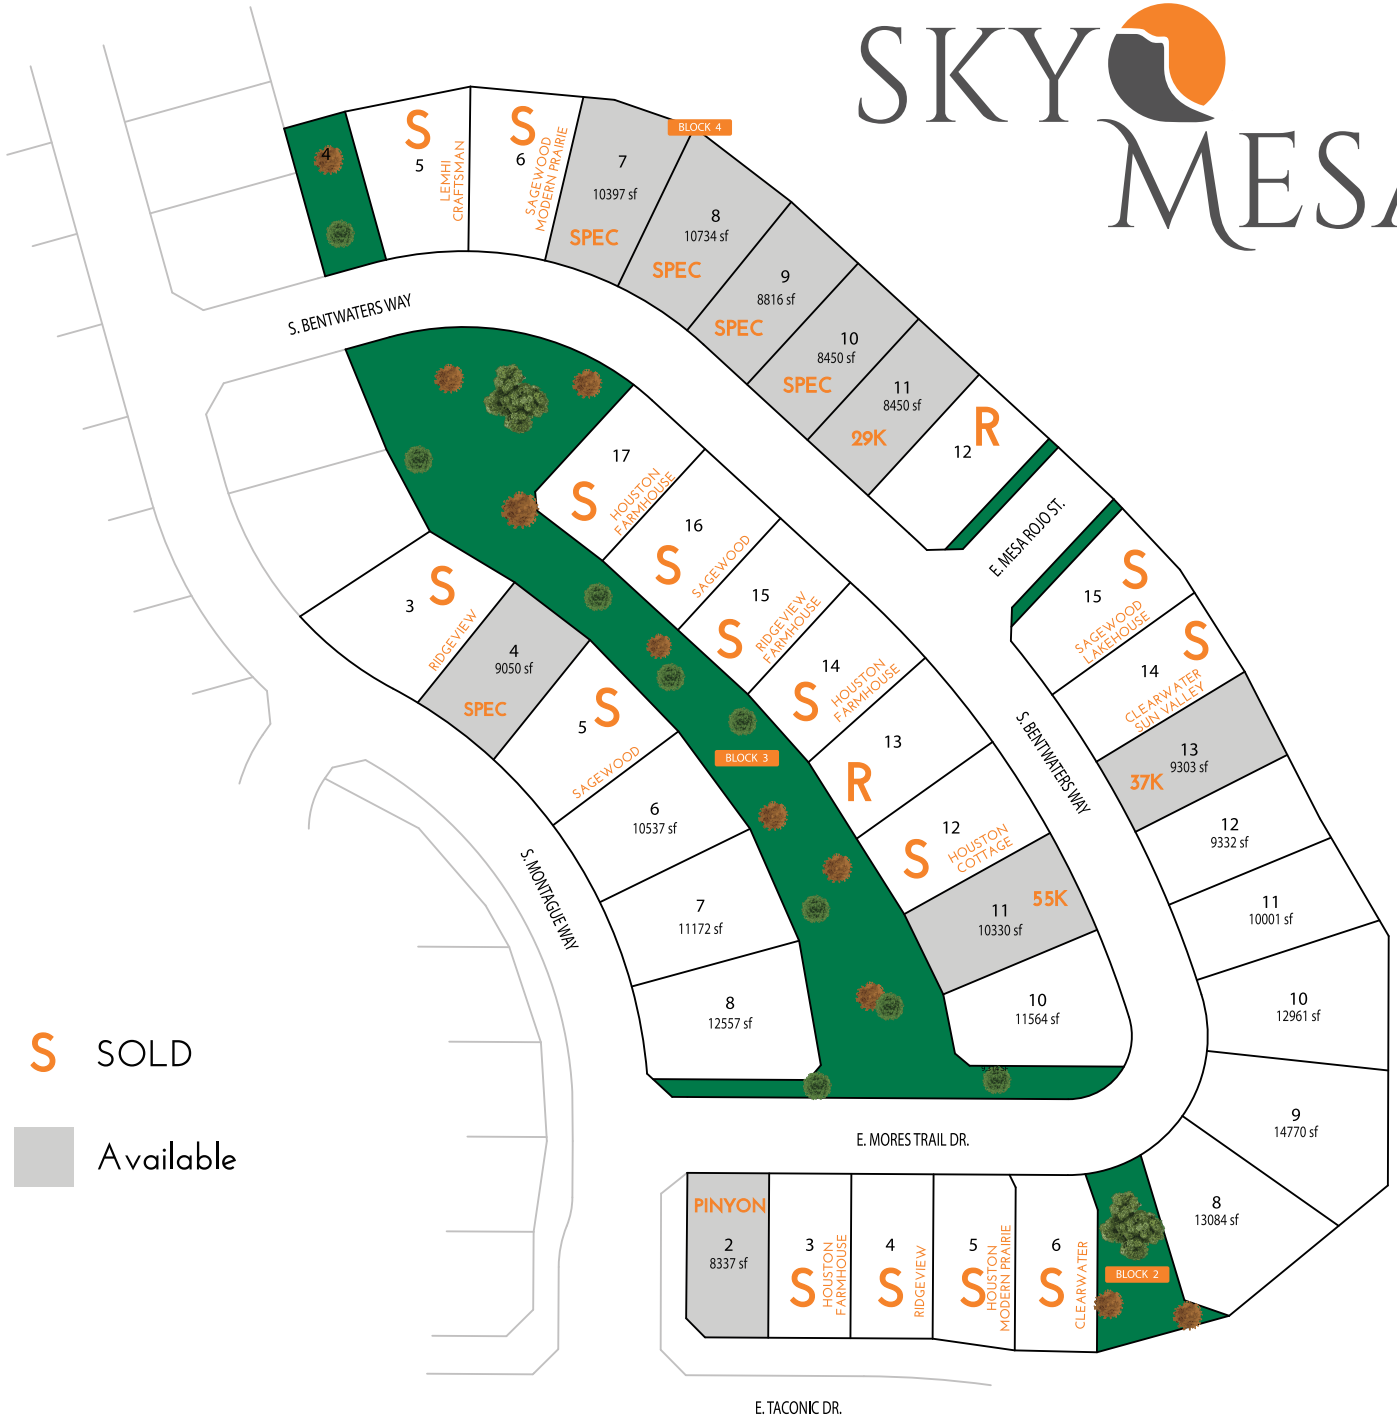 SKY
MESA
BLOCK 4
4
S
5
LEMHI
CRAFTSMAN
S
6
SAGEWOOD
MODERN PRAIRIE
7
10397 sf
SPEC
8
10734 sf
SPEC
9
8816 sf
SPEC
10
8450 sf
SPEC
11
8450 sf
29K
R
12
S. BENTWATERS WAY
E. MESA ROJO ST.
17
S
HOUSTON
FARMHOUSE
16
S
SAGEWOOD
15
S
RIDGEVIEW
FARMHOUSE
14
S
HOUSTON
FARMHOUSE
13
R
12
S
HOUSTON
COTTAGE
11
10330 sf
55K
10
11564 sf
3
S
RIDGEVIEW
4
9050 sf
SPEC
5
S
SAGEWOOD
6
10537 sf
7
11172 sf
8
12557 sf
BLOCK 3
S. MONTAGUE WAY
S. BENTWATERS WAY
15
S
SAGEWOOD
LAKEHOUSE
14
S
CLEARWATER
SUN VALLEY
13
9303 sf
37K
12
9332 sf
11
10001 sf
10
12961 sf
9
14770 sf
8
13084 sf
E. MORES TRAIL DR.
PINYON
2
8337 sf
3
S
HOUSTON
FARMHOUSE
4
S
RIDGEVIEW
5
S
HOUSTON
MODERN PRAIRIE
6
S
CLEARWATER
BLOCK 2
E. TACONIC DR.
S SOLD
Available